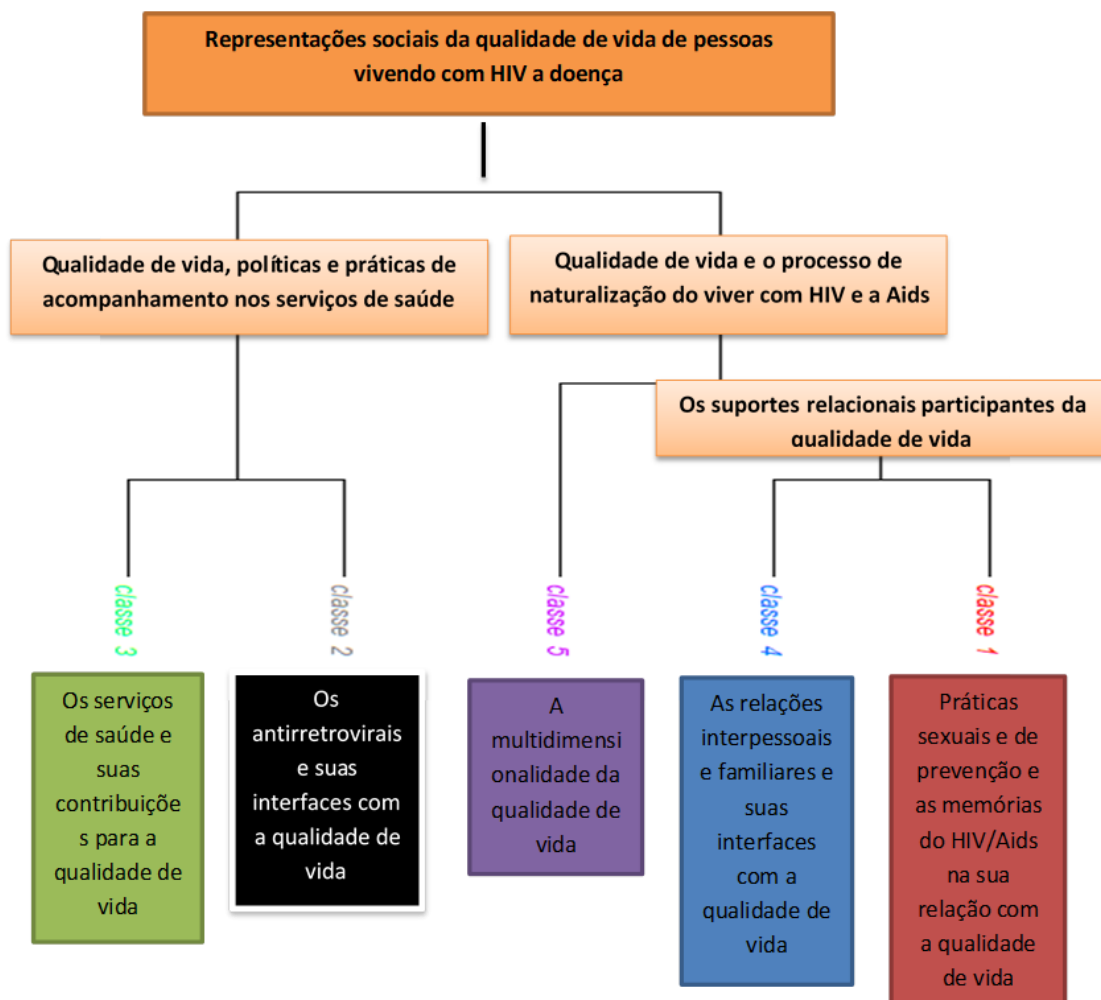 Representações sociais da qualidade de vida de pessoas
vivendo com HIV a doença
Qualidade de vida, políticas e práticas de
acompanhamento nos serviços de saúde
Qualidade de vida e o processo de
naturalização do viver com HIV e a Aids
Os suportes relacionais participantes da
qualidade de vida
classe 3
classe 2
classe 5
classe 4
classe 1
Os serviços
de saúde e
suas
contribuiçõe
s para a
qualidade de
vida
Os
antirretrovirais
e suas
interfaces com
a qualidade de
vida
A
multidimensi
onalidade da
qualidade de
vida
As relações
interpessoais
e familiares e
suas
interfaces
com a
qualidade de
vida
Práticas
sexuais e de
prevenção e
as memórias
do HIV/Aids
na sua
relação com
a qualidade
de vida